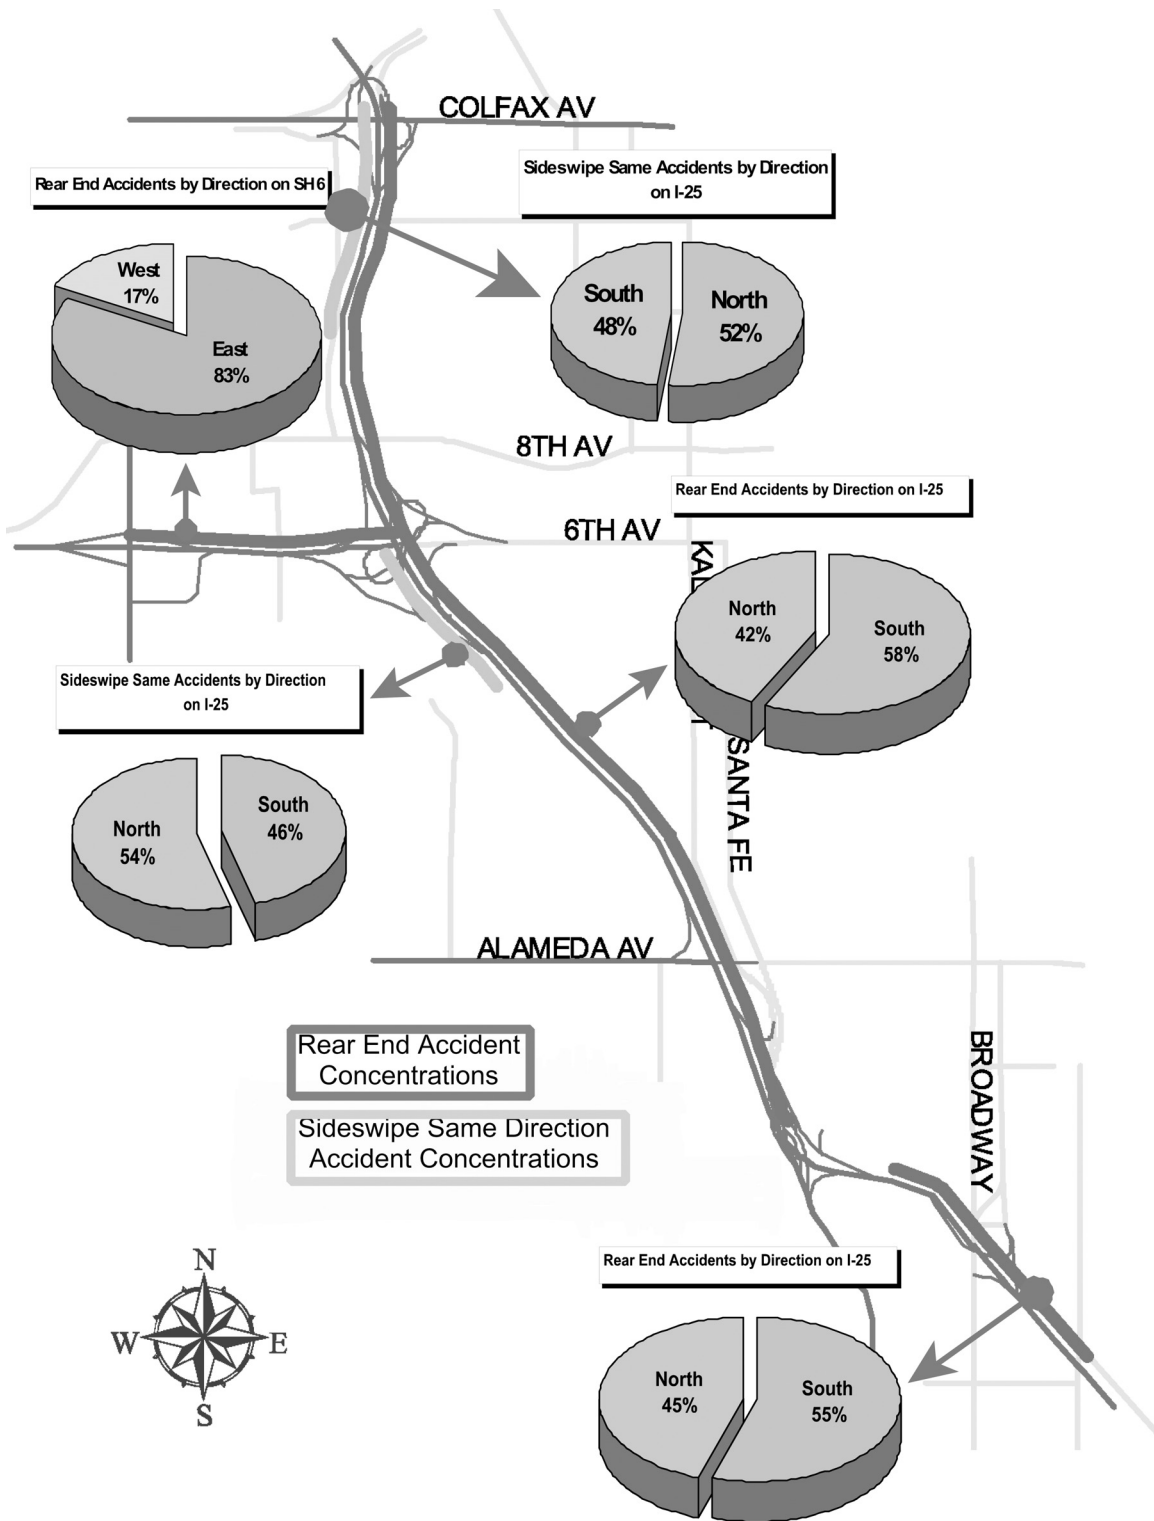 COLFAX AV
Sideswipe Same Accidents by Direction
on I-25
Rear End Accidents by Direction on SH6
West
17%
East
83%
South
48%
North
52%
8TH AV
Rear End Accidents by Direction on I-25
6TH AV
North
42%
South
58%
Sideswipe Same Accidents by Direction
on I-25
SANTA FE
North
54%
South
46%
ALAMEDA AV
BROADWAY
Rear End Accident
Concentrations
Sideswipe Same Direction
Accident Concentrations
Rear End Accidents by Direction on I-25
N
W
E
S
North
45%
South
55%